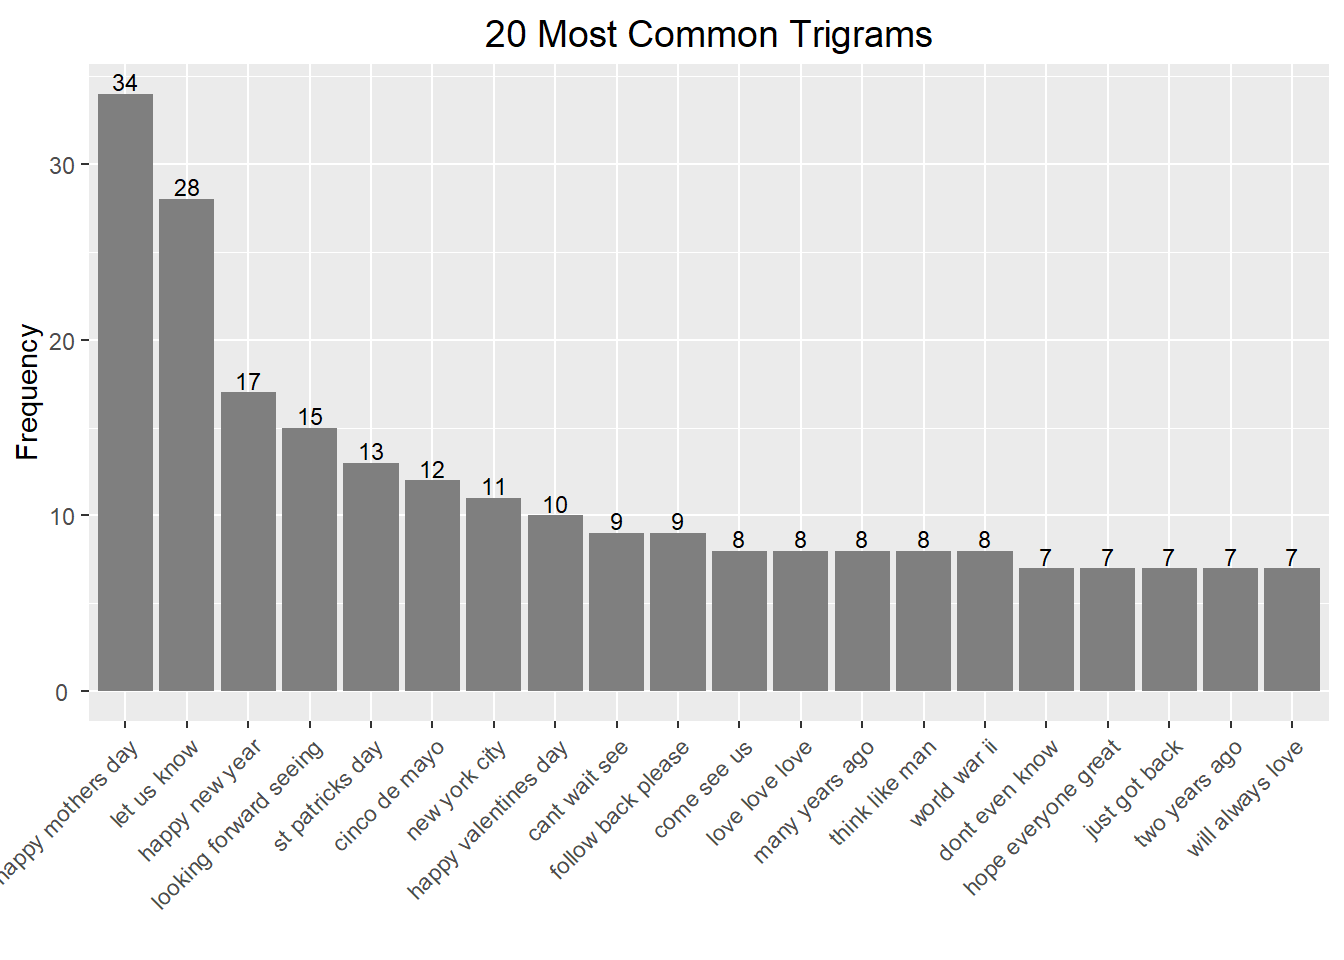 20 Most Common Trigrams
Frequency
30
20
10
0
34
28
17
15
13
12
11
10
9
9
8
8
8
8
8
7
7
7
7
7
happy mothers day
let us know
happy new year
looking forward seeing
st patricks day
cinco de mayo
new york city
happy valentines day
cant wait see
follow back please
come see us
love love love
many years ago
think like man
world war ii
dont even know
hope everyone great
just got back
two years ago
will always love